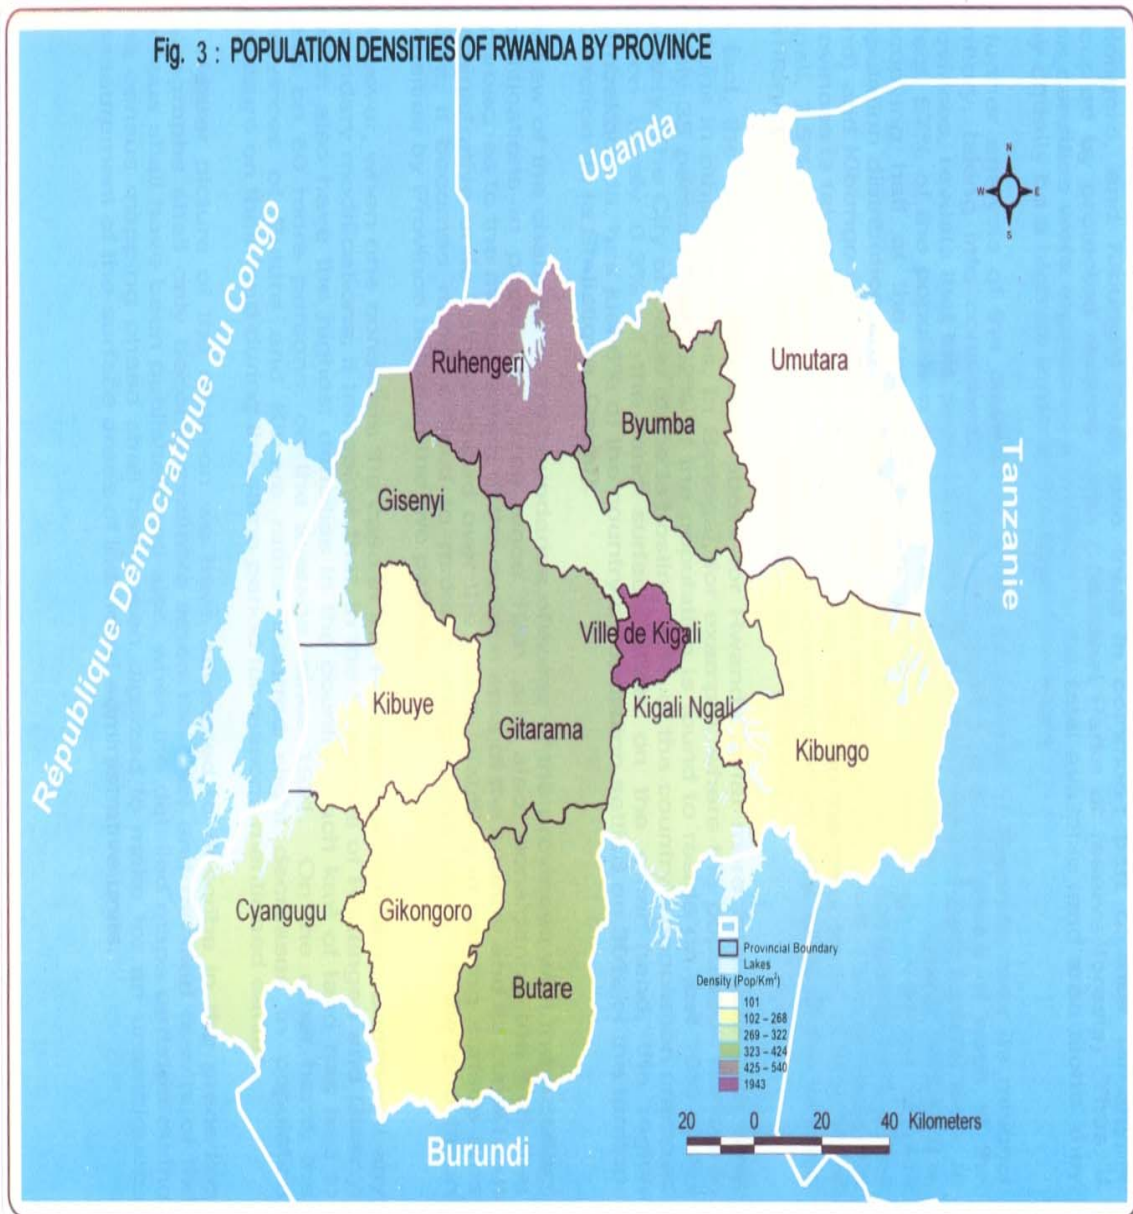 Fig. 3 : POPULATION DENSITIES OF RWANDA BY PROVINCE
Uganda
N
W E
S
République Démocratique du Congo
Ruhengeri
Umutara
Byumba
Tanzanie
Gisenyi
Ville de Kigali
Kibuye
Kigali Ngali
Gitarama
Kibungo
Cyangugu
Gikongoro
Butare
Provincial Boundary
Lakes
Density (Pop/Km²)
101
102 – 268
269 – 322
323 – 424
425 – 540
1943
20 0 20 40 Kilometers
Burundi